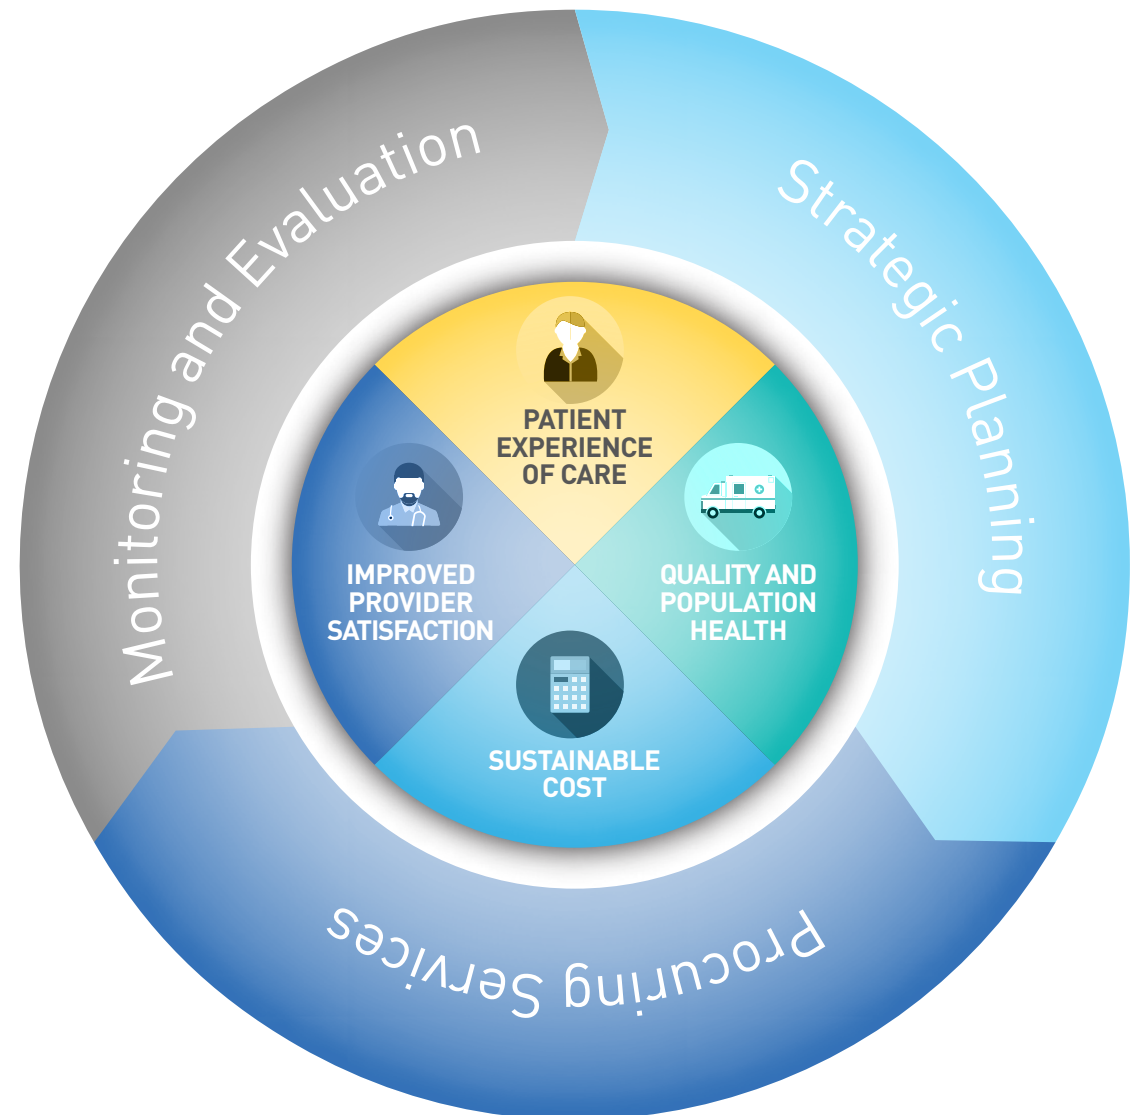 Monitoring and Evaluation
Strategic Planning
PATIENT
EXPERIENCE
OF CARE
IMPROVED
PROVIDER
SATISFACTION
QUALITY AND
POPULATION
HEALTH
SUSTAINABLE
COST
Procuring Services